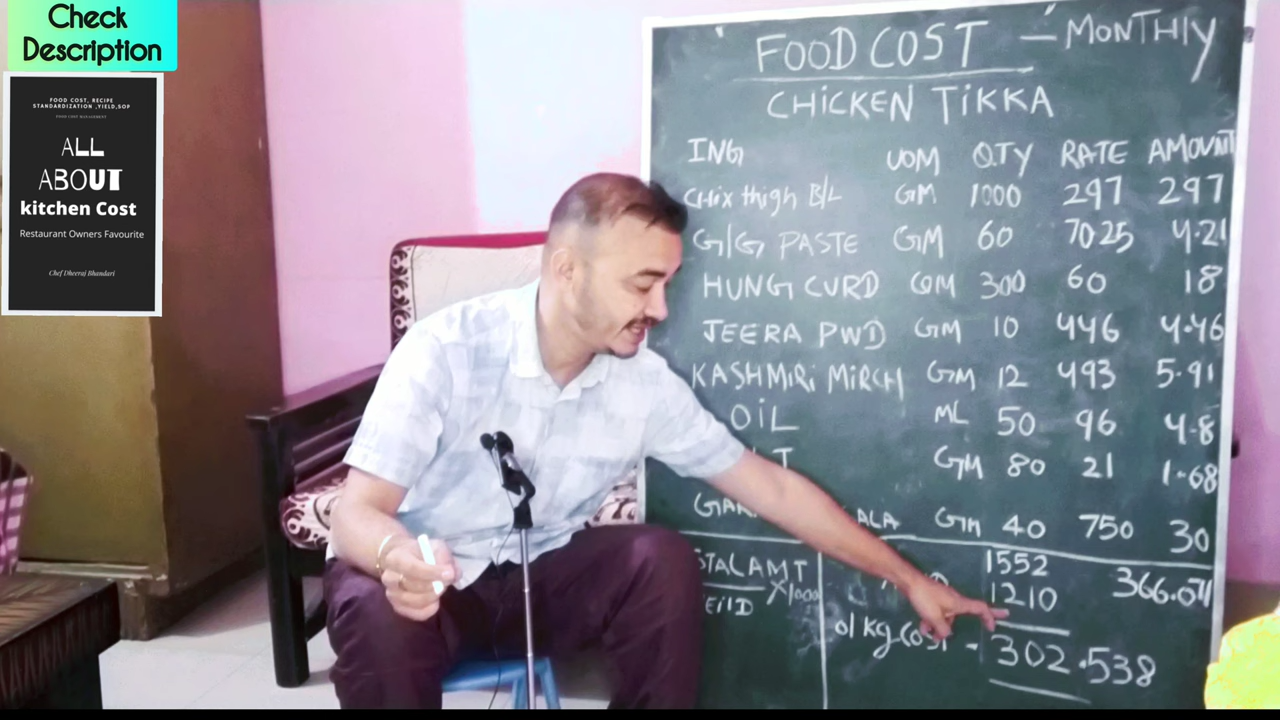 Check
Description
FOOD COST, RECIPE
STANDARDIZATION ,YIELD,SOP
FOOD COST MANAGEMENT
ALL
ABOUT
kitchen Cost
Restaurant Owners Favourite
Chef Dheeraj Bhandari
FOOD COST - MONTHLY
CHiCKEN TiKKA
ING UOM QTY RATE AMOUNT
Chix thigh B/L GM 1000 297 297
G/G PASTE GM 60 7025 4.21
HUNG CURD GM 300 60 18
JEERA PWD GM 10 446 4.46
KASHMiRi MiRCH GM 12 493 5.91
OiL ML 50 96 4.8
GM 80 21 1.68
GM 40 750 30
1552 366.071
AMT X1000 1210
01 kg Cost - 302.538